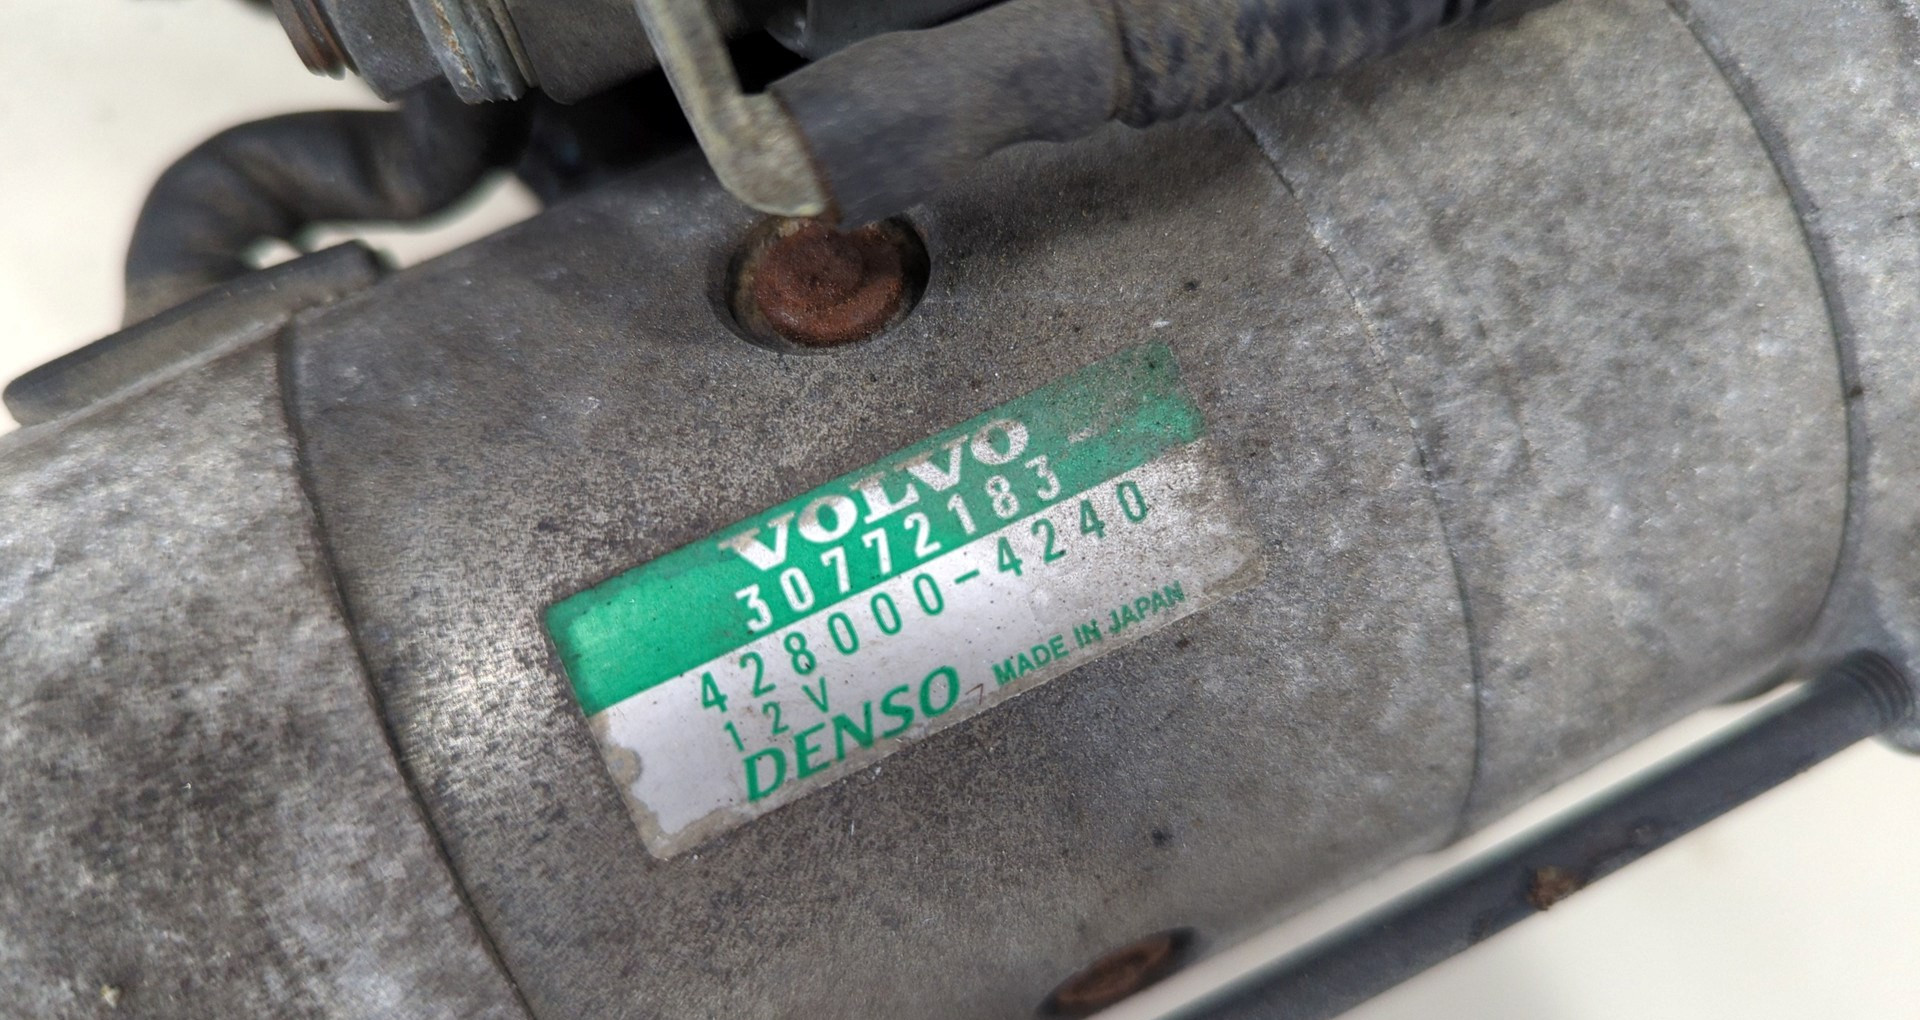 VOLVO
30772183
428000-4240
12V
DENSO MADE IN JAPAN